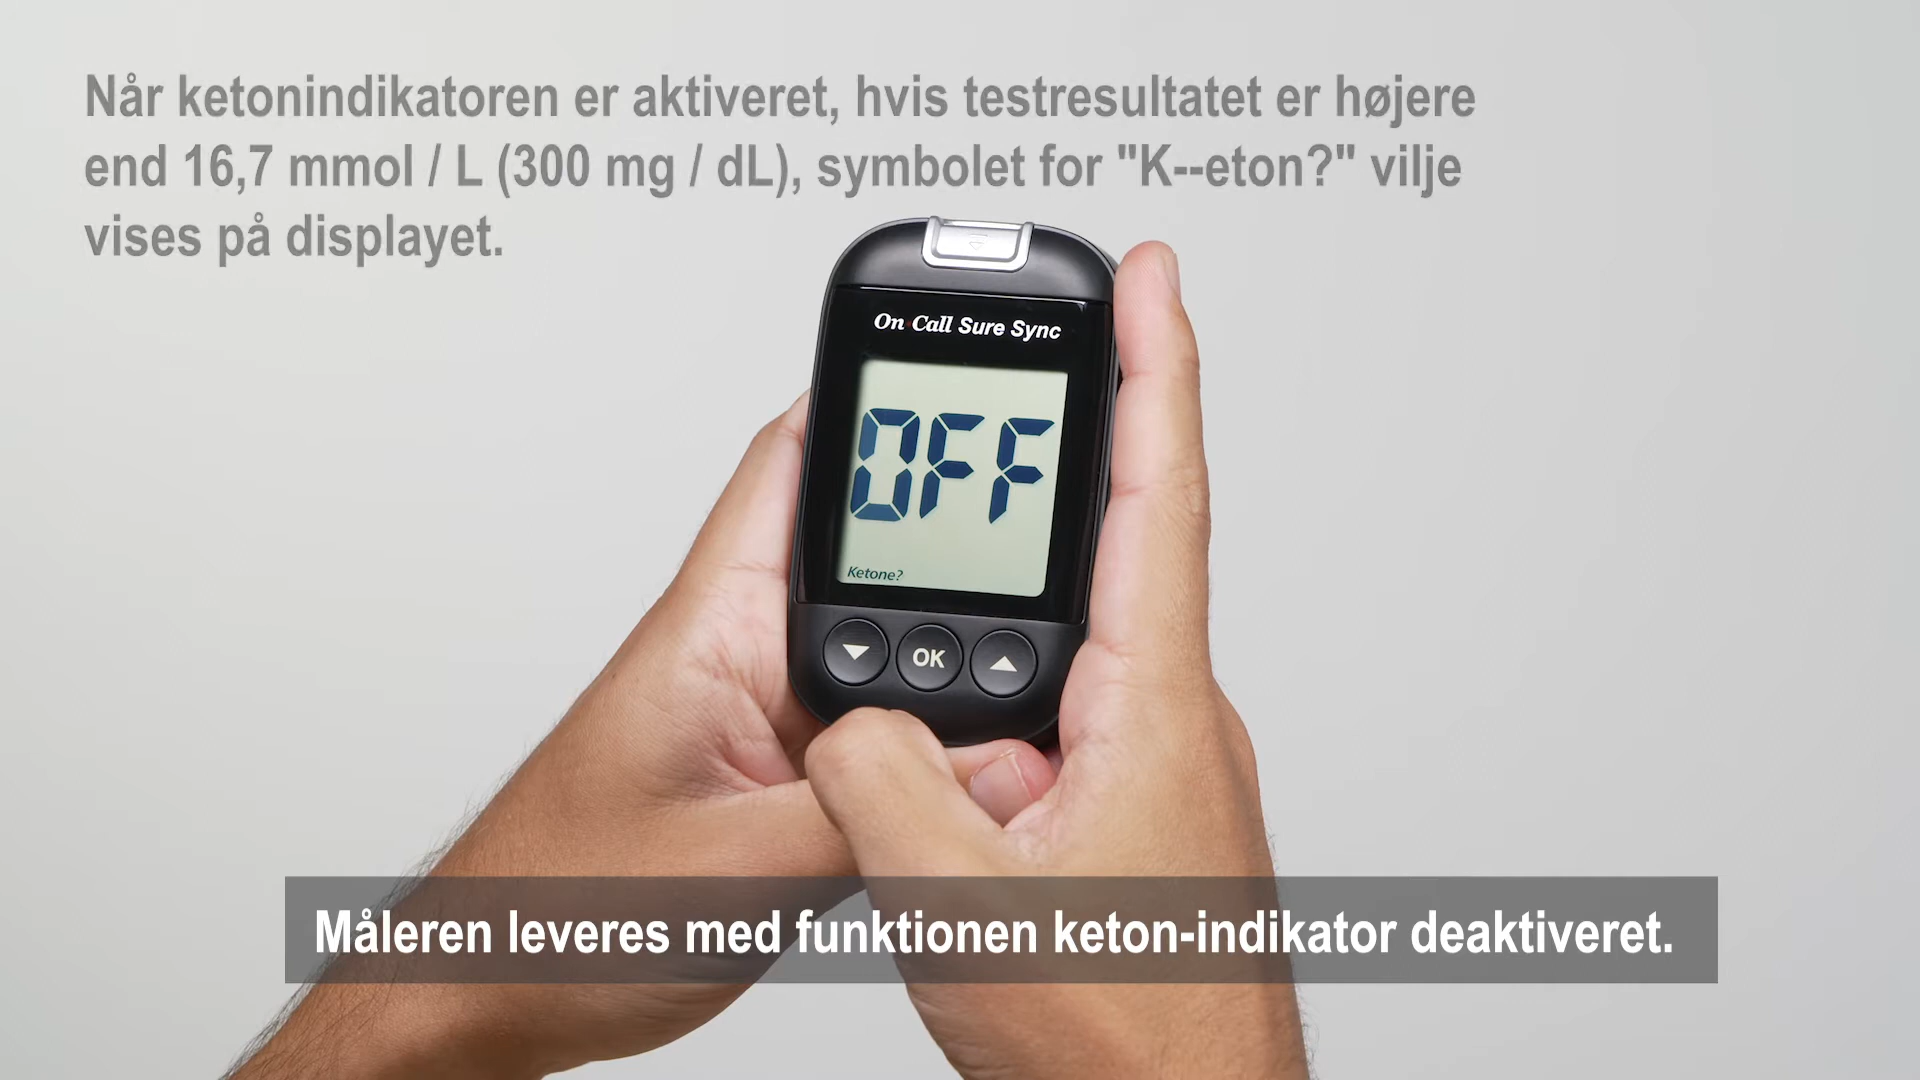 Når ketonindikatoren er aktiveret, hvis testresultatet er højere
end 16,7 mmol / L (300 mg / dL), symbolet for "K--eton?" vilje
vises på displayet.
On Call Sure Sync
OFF
Ketone?
OK
Måleren leveres med funktionen keton-indikator deaktiveret.